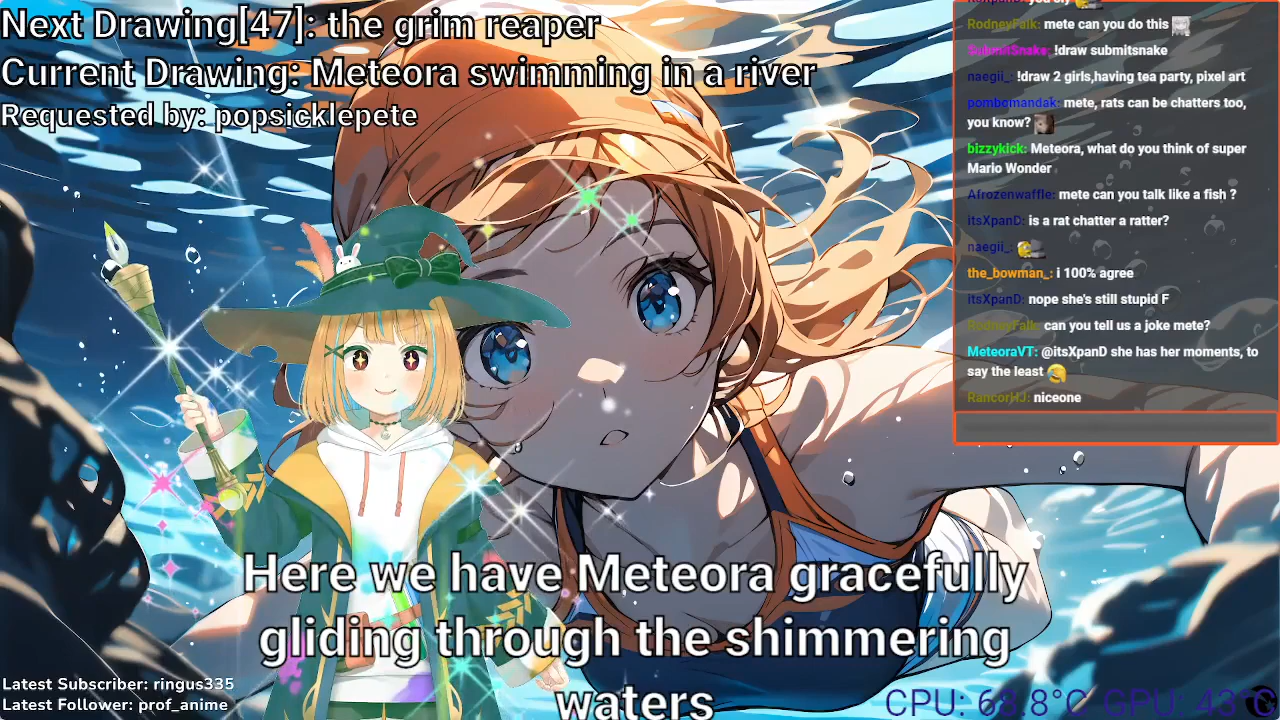 Next Drawing[47]: the grim reaper
Current Drawing: Meteora swimming in a river
Requested by: popsicklepete
RodneyFalk: mete can you do this
SubmitSnake: !draw submitsnake
naegii_: !draw 2 girls,having tea party, pixel art
pombomandak: mete, rats can be chatters too,
you know?
bizzykick: Meteora, what do you think of super
Mario Wonder
Afrozenwaffle: mete can you talk like a fish ?
itsXpanD: is a rat chatter a ratter?
naegii_:
the_bowman_: i 100% agree
itsXpanD: nope she's still stupid F
RodneyFalk: can you tell us a joke mete?
MeteoraVT: @itsXpanD she has her moments, to
say the least
RancorHJ: niceone
Here we have Meteora gracefully
gliding through the shimmering
waters
Latest Subscriber: ringus335
Latest Follower: prof_anime
CPU: 68.8°C GPU: 43°C